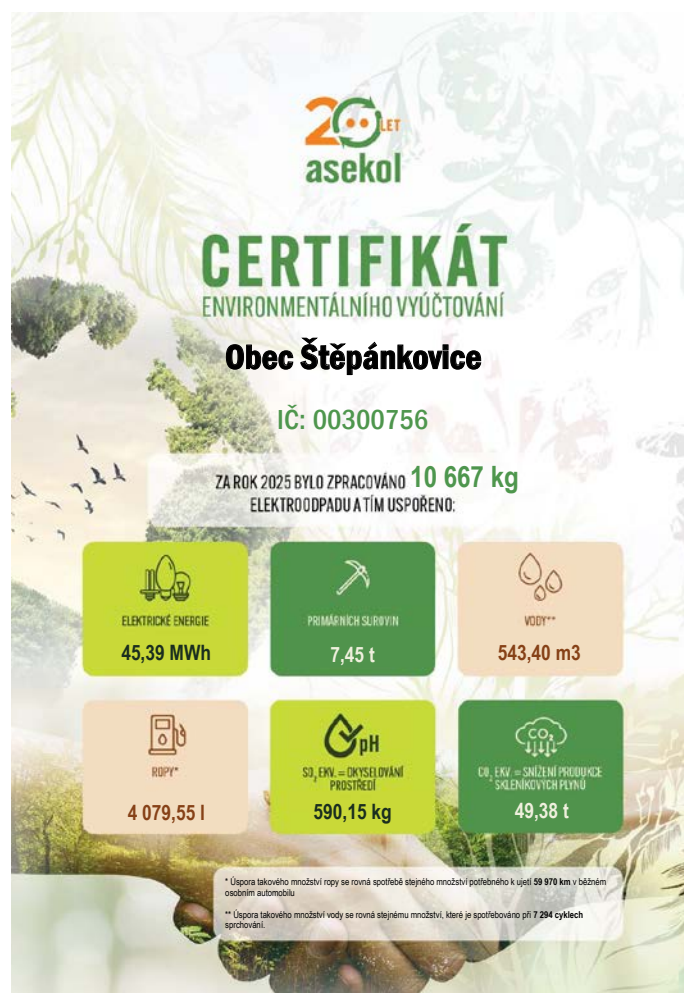 20 LET
asekol
CERTIFIKÁT
ENVIRONMENTÁLNÍHO VYÚČTOVÁNÍ
Obec Štěpánkovice
IČ: 00300756
ZA ROK 2025 BYLO ZPRACOVÁNO 10 667 kg
ELEKTROODPADU A TÍM USPOŘENO:
ELEKTRICKÉ ENERGIE
45,39 MWh
PRIMÁRNÍCH SUROVIN
7,45 t
VODY**
543,40 m3
ROPY*
4 079,55 l
pH
SO₂ EKV. = OKYSELOVÁNÍ
PROSTŘEDÍ
590,15 kg
CO₂
CO₂ EKV. = SNÍŽENÍ PRODUKCE
SKLENÍKOVÝCH PLYNŮ
49,38 t
* Úspora takového množství ropy se rovná spotřebě stejného množství potřebného k ujetí 59 970 km v běžném
osobním automobilu
** Úspora takového množství vody se rovná stejnému množství, které je spotřebováno při 7 294 cyklech
sprchování.